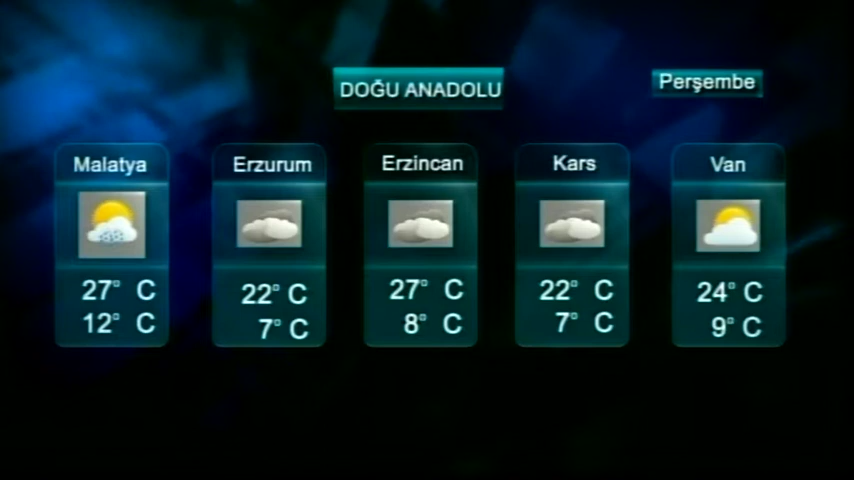 DOĞU ANADOLU
Perşembe
Malatya
27° C
12° C
Erzurum
22° C
7° C
Erzincan
27° C
8° C
Kars
22° C
7° C
Van
24° C
9° C